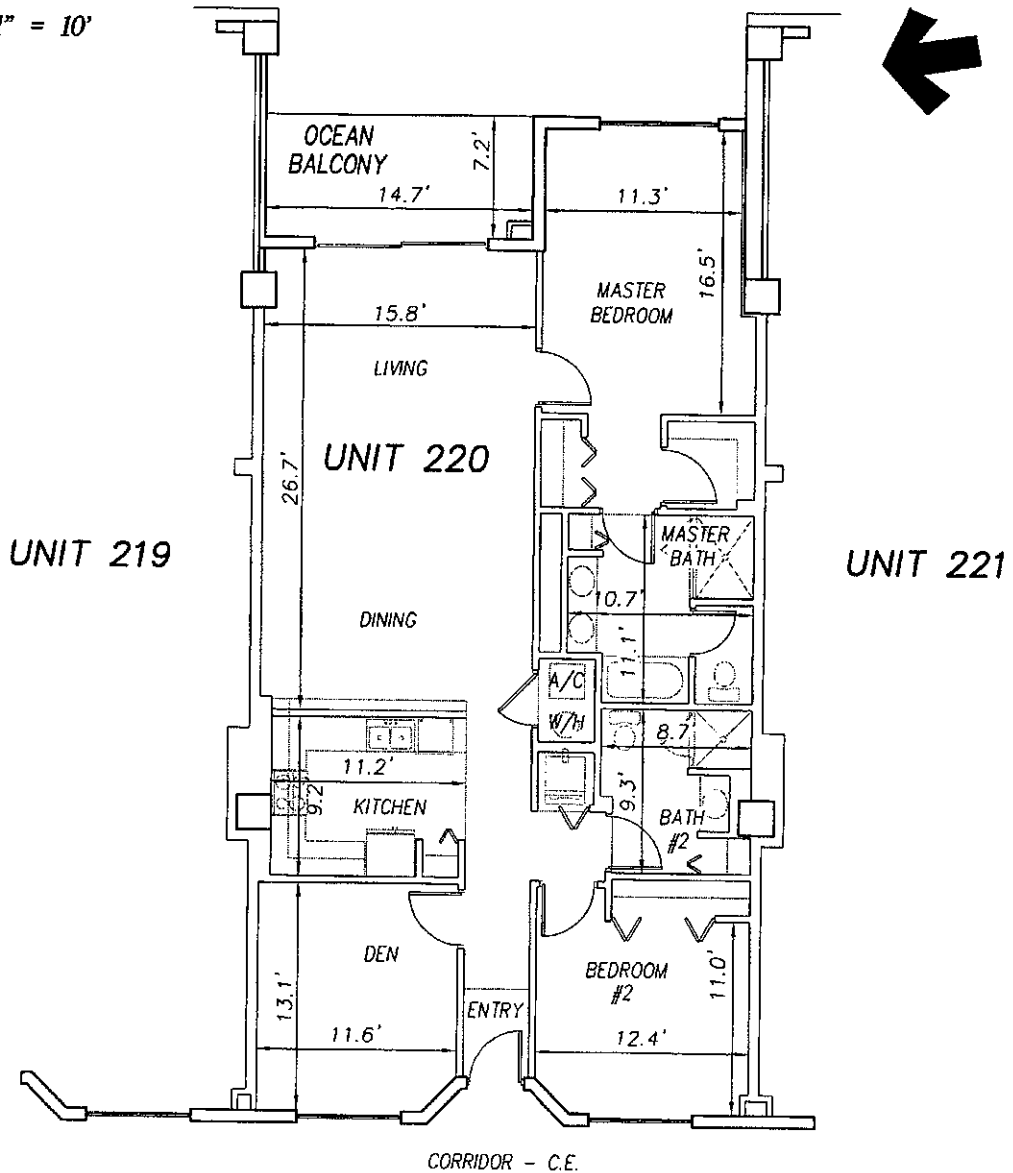 1" = 10'
OCEAN
BALCONY
7.2'
14.7'
11.3'
16.5'
MASTER
BEDROOM
15.8'
LIVING
UNIT 220
26.7'
UNIT 219
MASTER
BATH
UNIT 221
10.7'
DINING
11.1'
A/C
W/H
8.7'
11.2'
9.2'
KITCHEN
9.3'
BATH
#2
DEN
BEDROOM
#2
11.0'
13.1'
ENTRY
11.6'
12.4'
CORRIDOR - C.E.